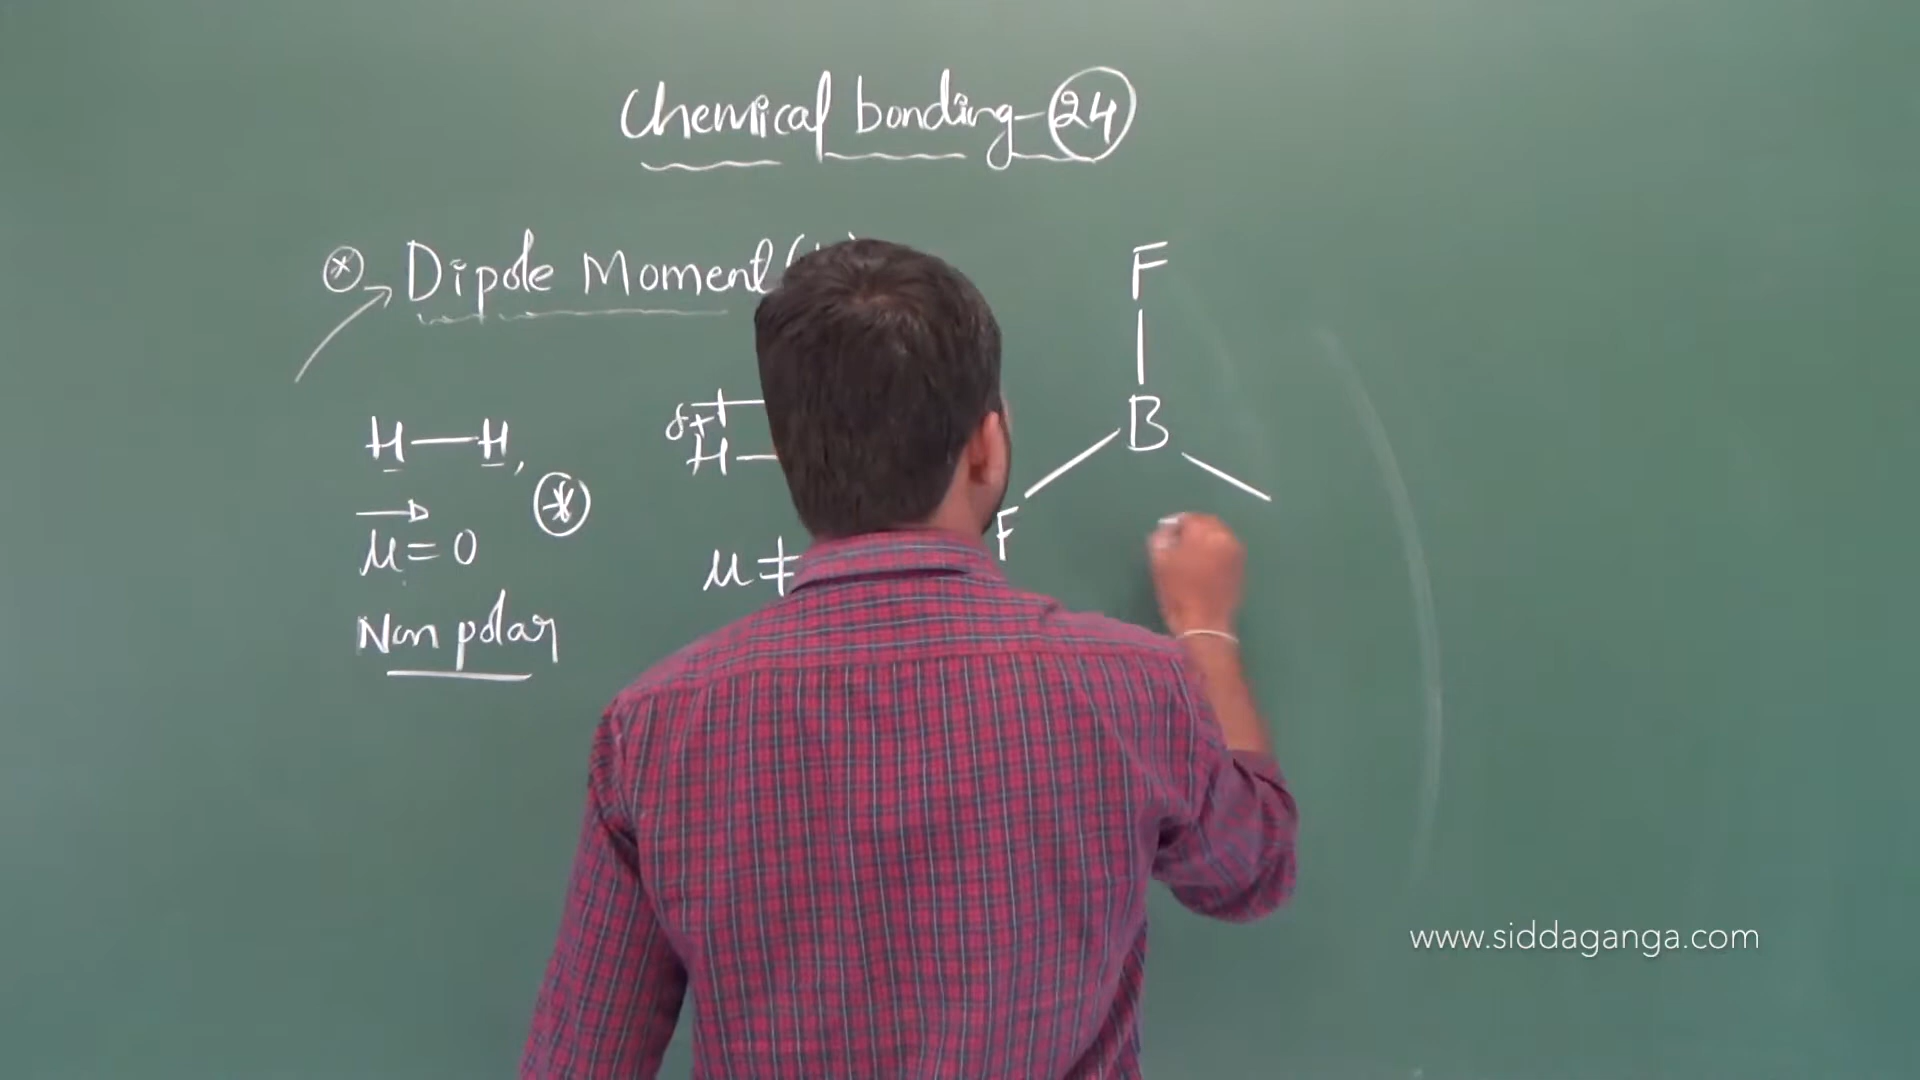 Chemical bonding-24
* Dipole Moment (
H—H,
μ = 0
*
Non polar
δ+
H—
μ ≠
F
B
F
www.siddaganga.com